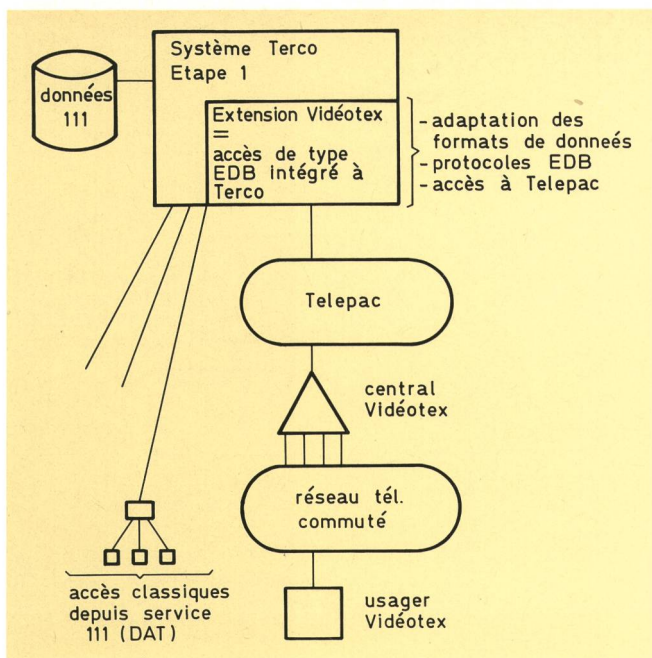 Système Terco
Etape 1
données
111
Extension Vidéotex
=
accès de type
EDB intégré à
Terco
- adaptation des
formats de donneés
- protocoles EDB
- accès à Telepac
Telepac
central
Vidéotex
réseau tél.
commuté
accès classiques
depuis service
111 (DAT)
usager
Vidéotex